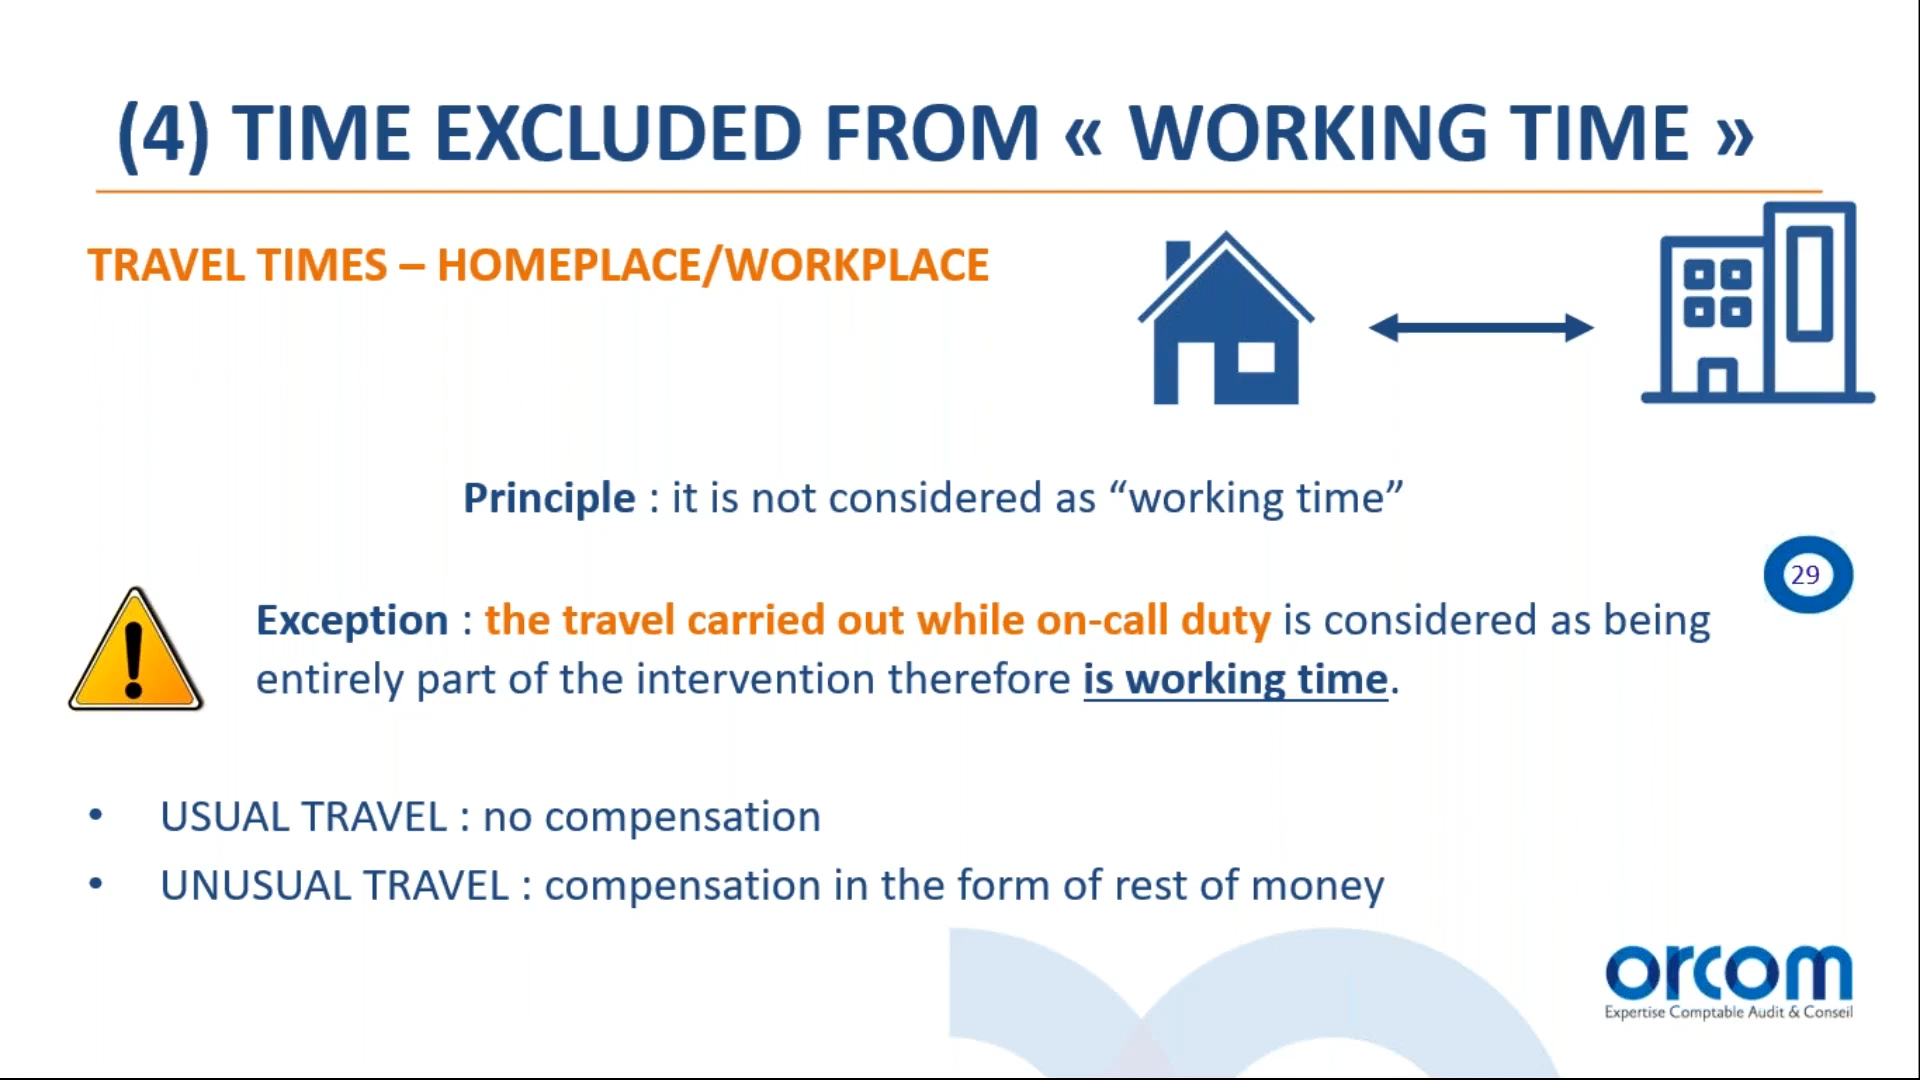 (4) TIME EXCLUDED FROM « WORKING TIME »
TRAVEL TIMES – HOMEPLACE/WORKPLACE
Principle : it is not considered as “working time”
29
Exception : the travel carried out while on-call duty is considered as being
entirely part of the intervention therefore is working time.
• USUAL TRAVEL : no compensation
• UNUSUAL TRAVEL : compensation in the form of rest of money
orcom
Expertise Comptable Audit & Conseil